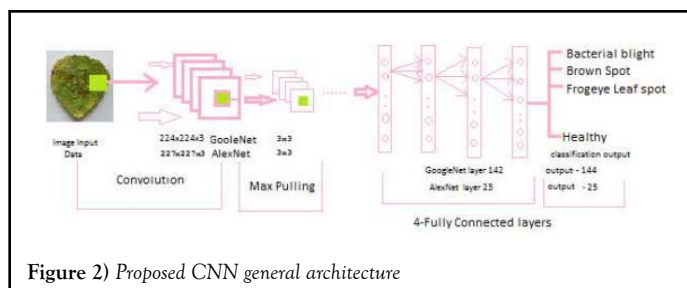 Bacterial blight
Brown Spot
Frogeye Leaf spot
Healthy
classification output
output - 144
output - 25
Image Input
Data
224x224x3 GooleNet
227x227x3 AlexNet
3x3
3x3
Convolution
Max Pulling
GoogleNet layer 142
AlexNet layer 23
4-Fully Connected layers
Figure 2) Proposed CNN general architecture